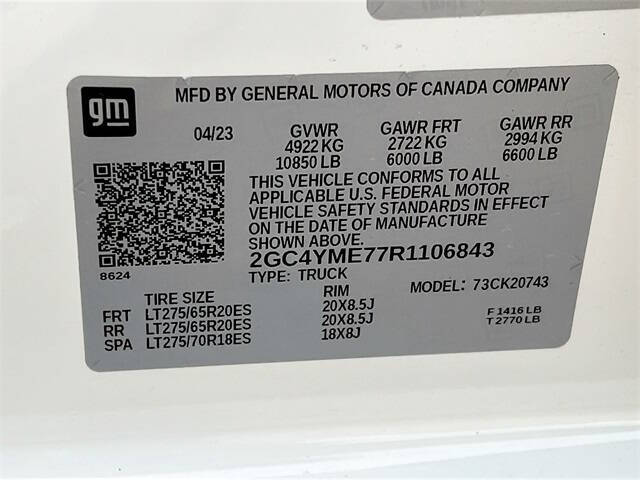 gm
MFD BY GENERAL MOTORS OF CANADA COMPANY
04/23 GVWR GAWR FRT GAWR RR
4922 KG 2722 KG 2994 KG
10850 LB 6000 LB 6600 LB
THIS VEHICLE CONFORMS TO ALL
APPLICABLE U.S. FEDERAL MOTOR
VEHICLE SAFETY STANDARDS IN EFFECT
ON THE DATE OF MANUFACTURE
8624
2GC4YME77R1106843
TYPE: TRUCK MODEL: 73CK20743
TIRE SIZE RIM
FRT LT275/65R20ES 20X8.5J F 1416 LB
RR LT275/65R20ES 20X8.5J T 2770 LB
SPA LT275/70R18ES 18X8J